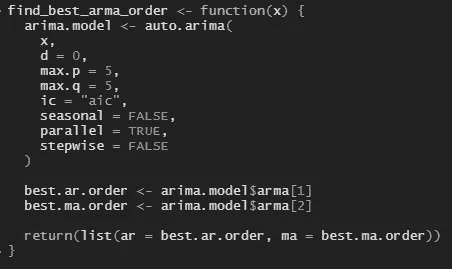 find_best_arma_order <- function(x) {
  arima.model <- auto.arima(
    x,
    d = 0,
    max.p = 5,
    max.q = 5,
    ic = "aic",
    seasonal = FALSE,
    parallel = TRUE,
    stepwise = FALSE
  )
  best.ar.order <- arima.model$arma[1]
  best.ma.order <- arima.model$arma[2]
  return(list(ar = best.ar.order, ma = best.ma.order))
}